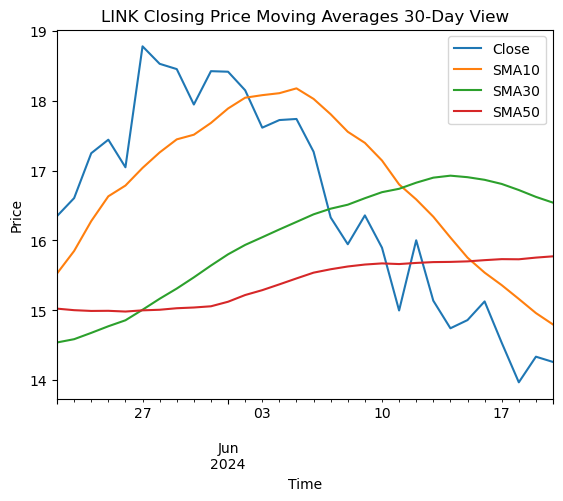 LINK Closing Price Moving Averages 30-Day View
19
18
17
16
15
14
Price
Close
SMA10
SMA30
SMA50
27
03
10
17
Jun
2024
Time